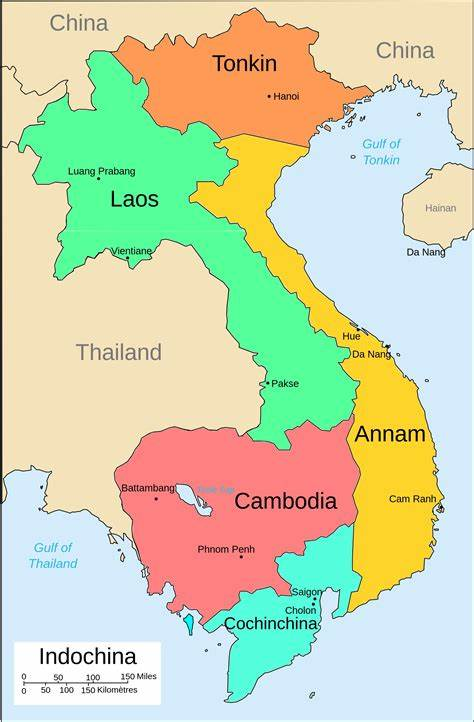 China
Tonkin
China
Hanoi
Gulf of
Tonkin
Luang Prabang
Laos
Hainan
Vientiane
Da Nang
Hue
Da Nang
Thailand
Pakse
Annam
Battambang
Cambodia
Cam Ranh
Gulf of
Thailand
Phnom Penh
Saigon
Cholon
Cochinchina
Indochina
0 50 100 150 Miles
0 50 100 150 Kilomètres